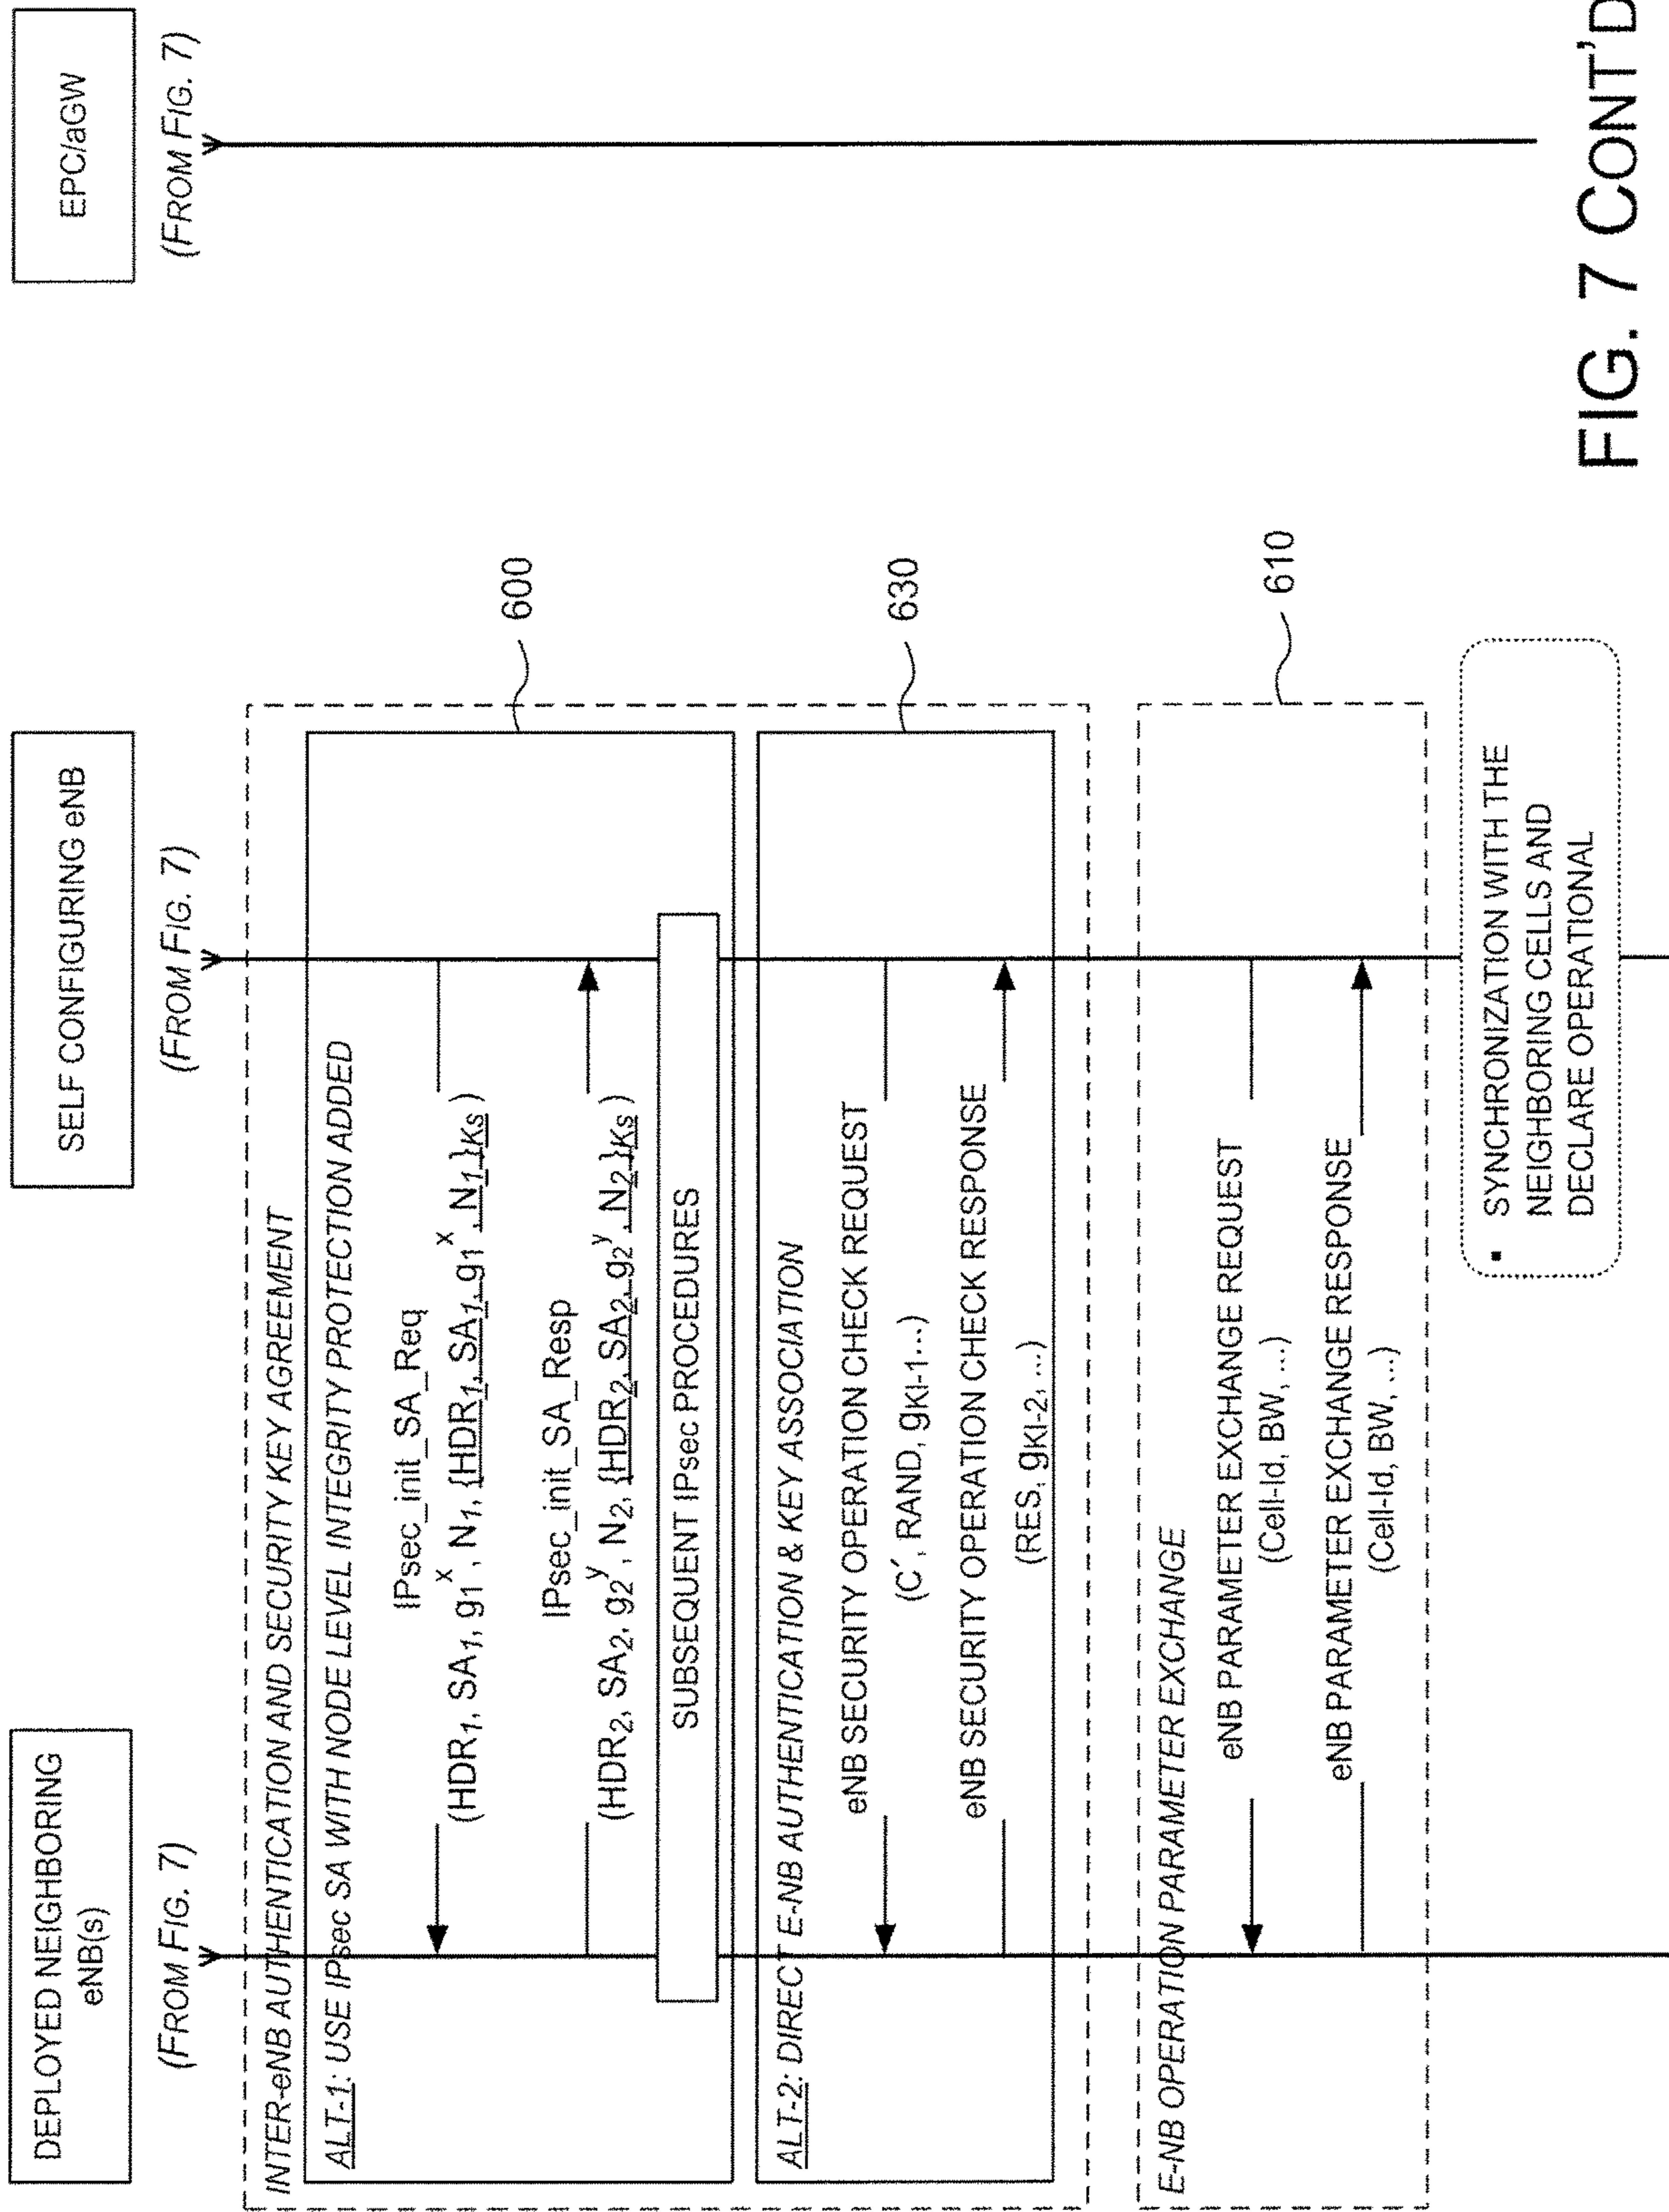 DEPLOYED NEIGHBORING
eNB(s)
SELF CONFIGURING eNB
EPC/aGW
(FROM FIG. 7)
(FROM FIG. 7)
(FROM FIG. 7)
INTER-eNB AUTHENTICATION AND SECURITY KEY AGREEMENT
ALT-1: USE IPsec SA WITH NODE LEVEL INTEGRITY PROTECTION ADDED
IPsec_init_SA_Req
(HDR₁, SA₁, g₁ˣ, N₁, {HDR₁, SA₁, g₁ˣ, N₁}Ks)
600
IPsec_init_SA_Resp
(HDR₂, SA₂, g₂ʸ, N₂, {HDR₂, SA₂, g₂ʸ, N₂}Ks)
SUBSEQUENT IPsec PROCEDURES
ALT-2: DIRECT E-NB AUTHENTICATION & KEY ASSOCIATION
eNB SECURITY OPERATION CHECK REQUEST
(C′, RAND, gKI-1...)
630
eNB SECURITY OPERATION CHECK RESPONSE
(RES, gKI-2, ...)
E-NB OPERATION PARAMETER EXCHANGE
eNB PARAMETER EXCHANGE REQUEST
(Cell-Id, BW, ...)
610
eNB PARAMETER EXCHANGE RESPONSE
(Cell-Id, BW, ...)
▪ SYNCHRONIZATION WITH THE
NEIGHBORING CELLS AND
DECLARE OPERATIONAL
FIG. 7 CONT'D